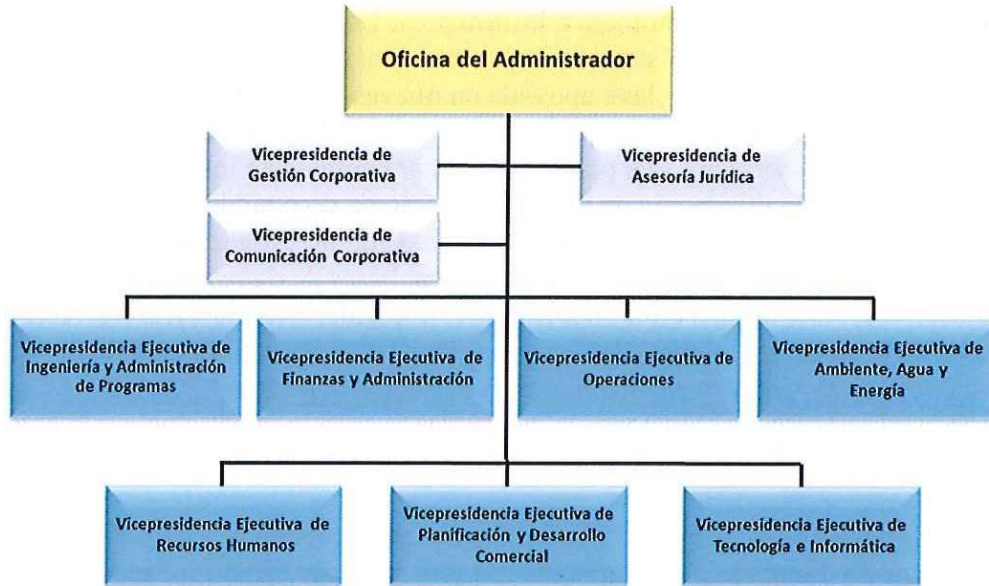 Oficina del Administrador
Vicepresidencia de
Gestión Corporativa
Vicepresidencia de
Asesoría Jurídica
Vicepresidencia de
Comunicación Corporativa
Vicepresidencia Ejecutiva de
Ingeniería y Administración
de Programas
Vicepresidencia Ejecutiva de
Finanzas y Administración
Vicepresidencia Ejecutiva de
Operaciones
Vicepresidencia Ejecutiva de
Ambiente, Agua y
Energía
Vicepresidencia Ejecutiva de
Recursos Humanos
Vicepresidencia Ejecutiva de
Planificación y Desarrollo
Comercial
Vicepresidencia Ejecutiva de
Tecnología e Informática